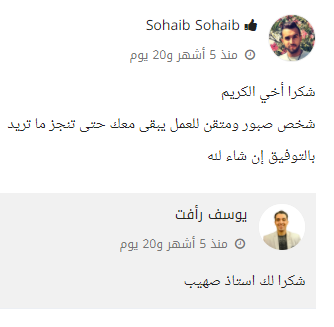 Sohaib Sohaib
منذ 5 أشهر و20 يوم
شكرا أخي الكريم
شخص صبور ومتقن للعمل يبقى معك حتى تنجز ما تريد
بالتوفيق إن شاء لله
يوسف رأفت
منذ 5 أشهر و20 يوم
شكرا لك استاذ صهيب